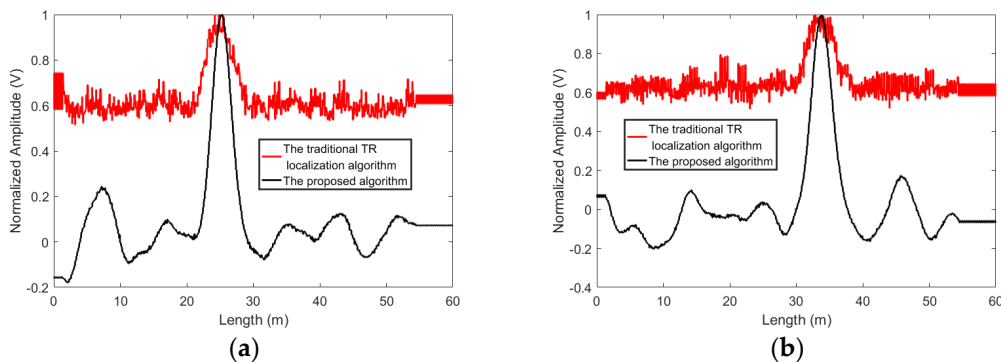 1
0.8
0.6
0.4
0.2
0
-0.2
Normalized Amplitude (V)
The traditional TR
localization algorithm
The proposed algorithm
0 10 20 30 40 50 60
Length (m)
(a)
1
0.8
0.6
0.4
0.2
0
-0.2
-0.4
Normalized Amplitude (V)
The traditional TR
localization algorithm
The proposed algorithm
0 10 20 30 40 50 60
Length (m)
(b)